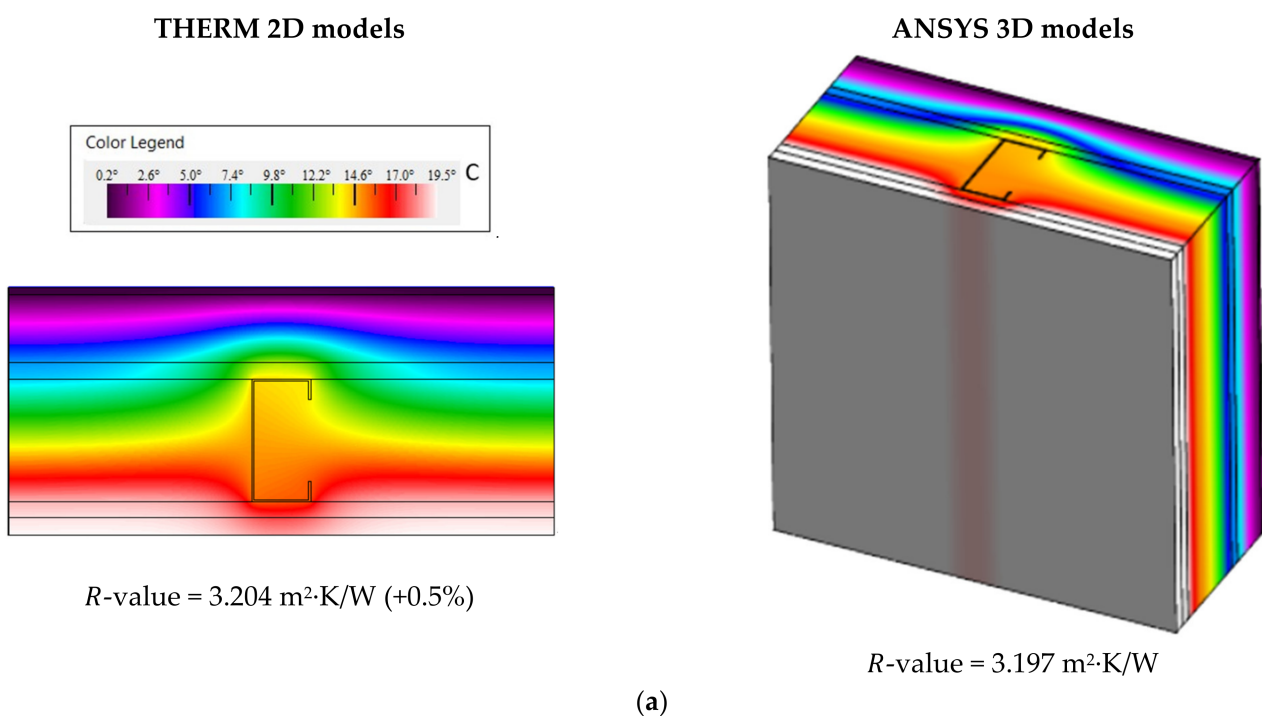 THERM 2D models
ANSYS 3D models
Color Legend
0.2° 2.6° 5.0° 7.4° 9.8° 12.2° 14.6° 17.0° 19.5° C
R-value = 3.204 m²·K/W (+0.5%)
R-value = 3.197 m²·K/W
(a)